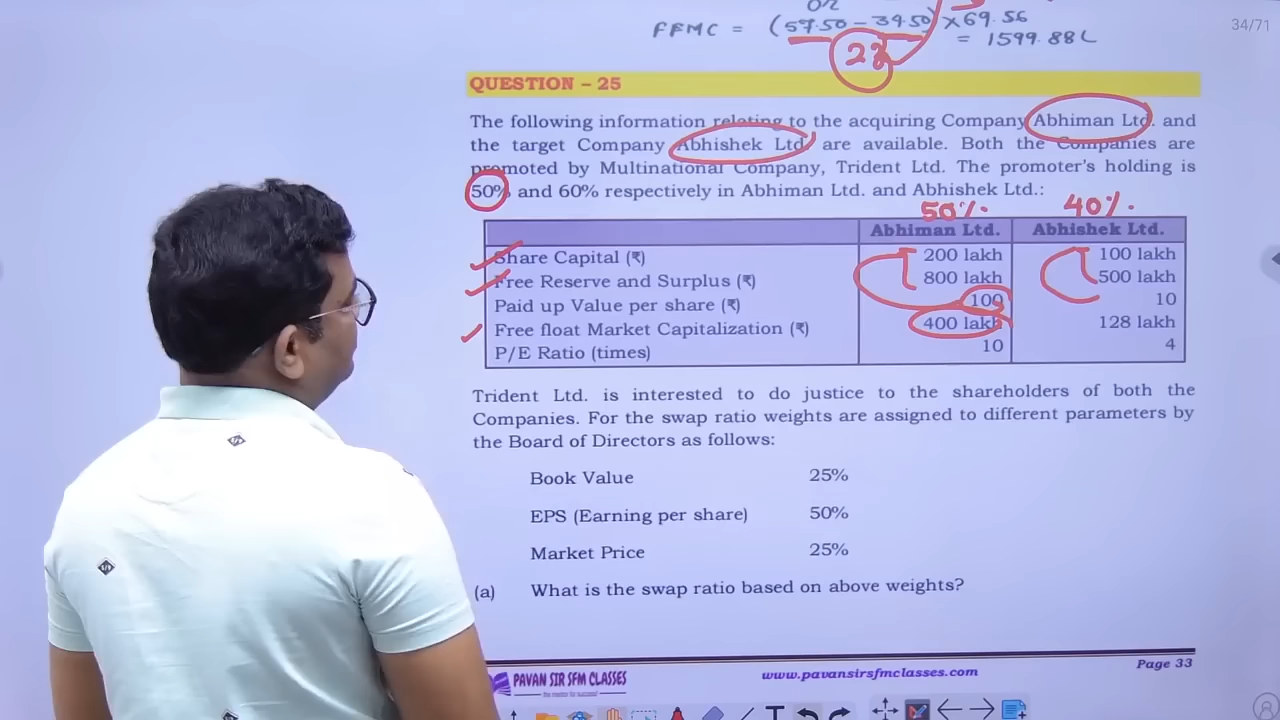 or
FFMC = (57.50 - 34.50) × 69.56
= 1599.88L
23
34/71
QUESTION – 25
The following information relating to the acquiring Company Abhiman Ltd. and
the target Company Abhishek Ltd. are available. Both the Companies are
promoted by Multinational Company, Trident Ltd. The promoter's holding is
50% and 60% respectively in Abhiman Ltd. and Abhishek Ltd.:
50% 40%
Abhiman Ltd. Abhishek Ltd.
Share Capital (₹) 200 lakh 100 lakh
Free Reserve and Surplus (₹) 800 lakh 500 lakh
Paid up Value per share (₹) 100 10
Free float Market Capitalization (₹) 400 lakh 128 lakh
P/E Ratio (times) 10 4
Trident Ltd. is interested to do justice to the shareholders of both the
Companies. For the swap ratio weights are assigned to different parameters by
the Board of Directors as follows:
Book Value 25%
EPS (Earning per share) 50%
Market Price 25%
(a) What is the swap ratio based on above weights?
Page 33
PAVAN SIR SFM CLASSES
www.pavansirsfmclasses.com